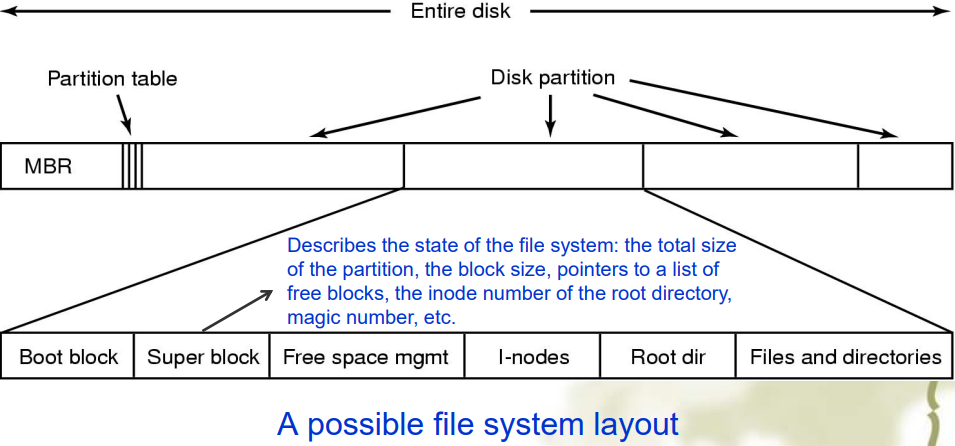 Entire disk
Partition table
Disk partition
MBR
Describes the state of the file system: the total size
of the partition, the block size, pointers to a list of
free blocks, the inode number of the root directory,
magic number, etc.
Boot block
Super block
Free space mgmt
I-nodes
Root dir
Files and directories
A possible file system layout